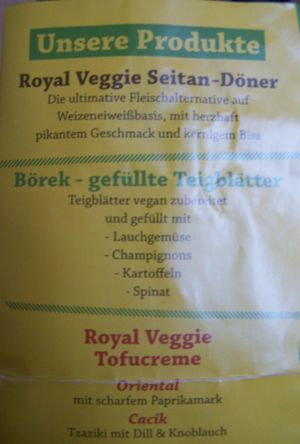 Unsere Produkte
Royal Veggie Seitan-Döner
Die ultimative Fleischalternative auf
Weizeneiweißbasis, mit herzhaft
pikantem Geschmack und kernigem Biss
Börek - gefüllte Teigblätter
Teigblätter vegan zubereitet
und gefüllt mit
- Lauchgemüse
- Champignons
- Kartoffeln
- Spinat
Royal Veggie
Tofucreme
Oriental
mit scharfem Paprikamark
Cacik
Tzaziki mit Dill & Knoblauch